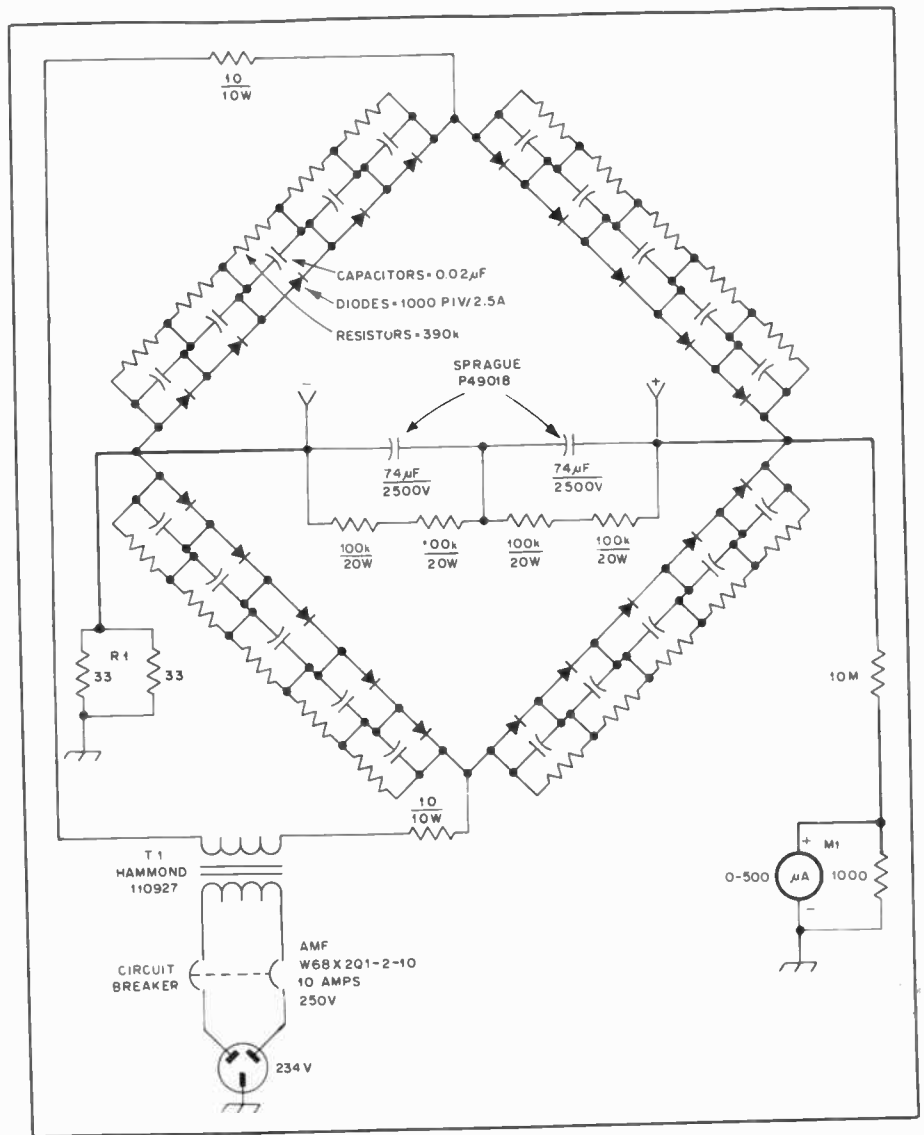 10
10W
CAPACITORS=0.02µF
DIODES=1000 PIV/2.5A
RESISTORS=390k
SPRAGUE
P49018
-
+
74µF
2500V
74µF
2500V
100k
20W
100k
20W
100k
20W
100k
20W
R1
33
33
10M
10
10W
T1
HAMMOND
110927
+
M1
0-500
µA
1000
-
AMF
W68X2Q1-2-10
10 AMPS
250V
CIRCUIT
BREAKER
234V